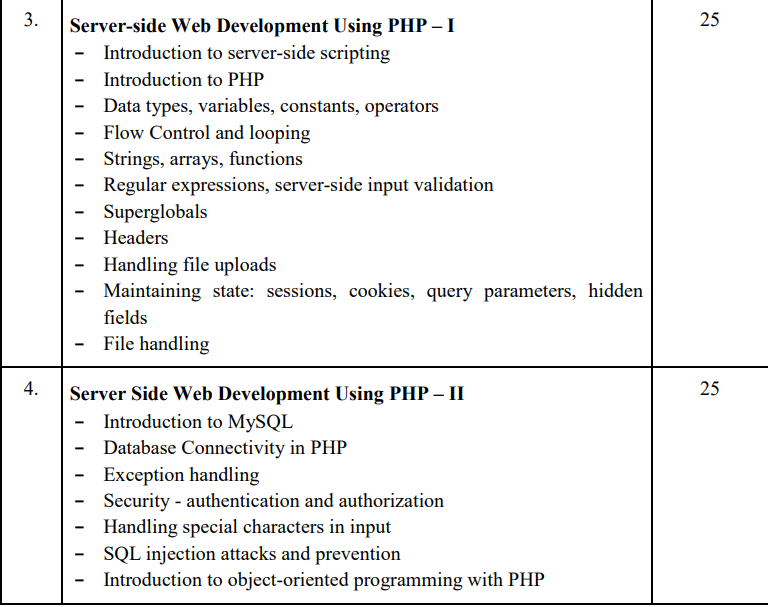 3.
Server-side Web Development Using PHP – I
25
– Introduction to server-side scripting
– Introduction to PHP
– Data types, variables, constants, operators
– Flow Control and looping
– Strings, arrays, functions
– Regular expressions, server-side input validation
– Superglobals
– Headers
– Handling file uploads
– Maintaining state: sessions, cookies, query parameters, hidden
fields
– File handling
4.
Server Side Web Development Using PHP – II
25
– Introduction to MySQL
– Database Connectivity in PHP
– Exception handling
– Security - authentication and authorization
– Handling special characters in input
– SQL injection attacks and prevention
– Introduction to object-oriented programming with PHP